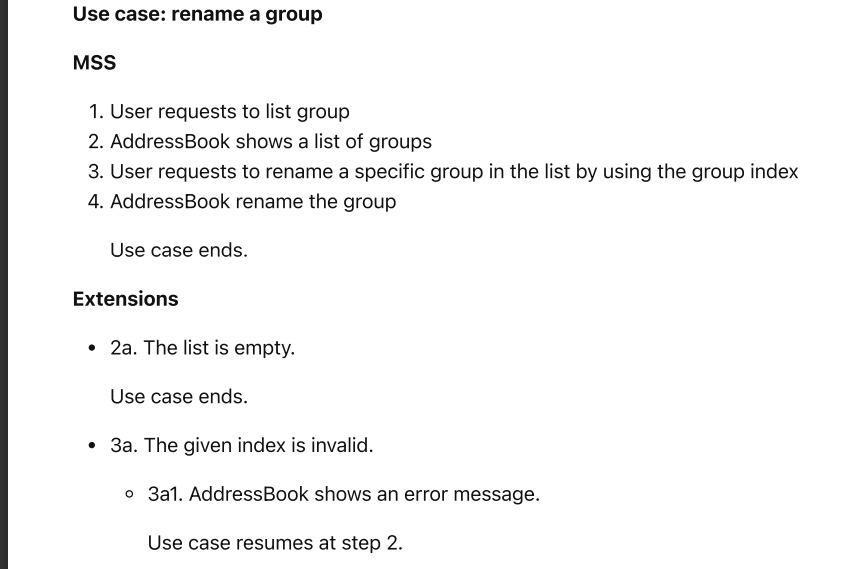 Use case: rename a group
MSS
1. User requests to list group
2. AddressBook shows a list of groups
3. User requests to rename a specific group in the list by using the group index
4. AddressBook rename the group
Use case ends.
Extensions
• 2a. The list is empty.
Use case ends.
• 3a. The given index is invalid.
◦ 3a1. AddressBook shows an error message.
Use case resumes at step 2.